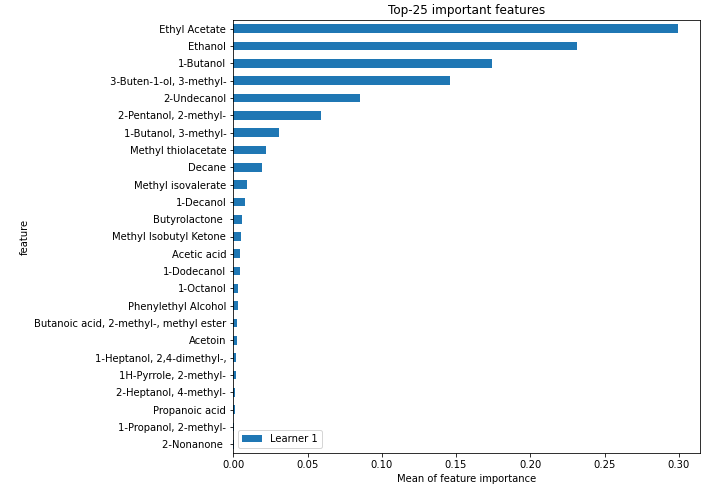 Top-25 important features
Ethyl Acetate
Ethanol
1-Butanol
3-Buten-1-ol, 3-methyl-
2-Undecanol
2-Pentanol, 2-methyl-
1-Butanol, 3-methyl-
Methyl thiolacetate
Decane
Methyl isovalerate
1-Decanol
Butyrolactone
Methyl Isobutyl Ketone
Acetic acid
1-Dodecanol
1-Octanol
Phenylethyl Alcohol
Butanoic acid, 2-methyl-, methyl ester
Acetoin
1-Heptanol, 2,4-dimethyl-,
1H-Pyrrole, 2-methyl-
2-Heptanol, 4-methyl-
Propanoic acid
1-Propanol, 2-methyl-
2-Nonanone
feature
Learner 1
0.00 0.05 0.10 0.15 0.20 0.25 0.30
Mean of feature importance